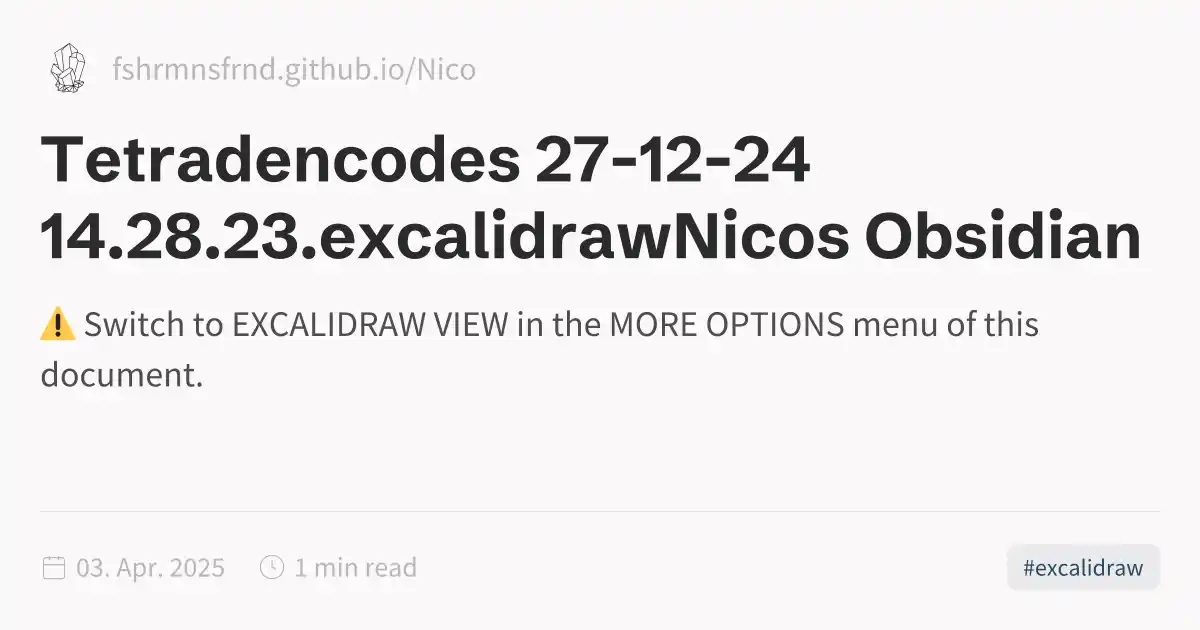 fshrmnsfrnd.github.io/Nico
Tetradencodes 27-12-24
14.28.23.excalidrawNicos Obsidian
⚠️ Switch to EXCALIDRAW VIEW in the MORE OPTIONS menu of this
document.
03. Apr. 2025 1 min read #excalidraw